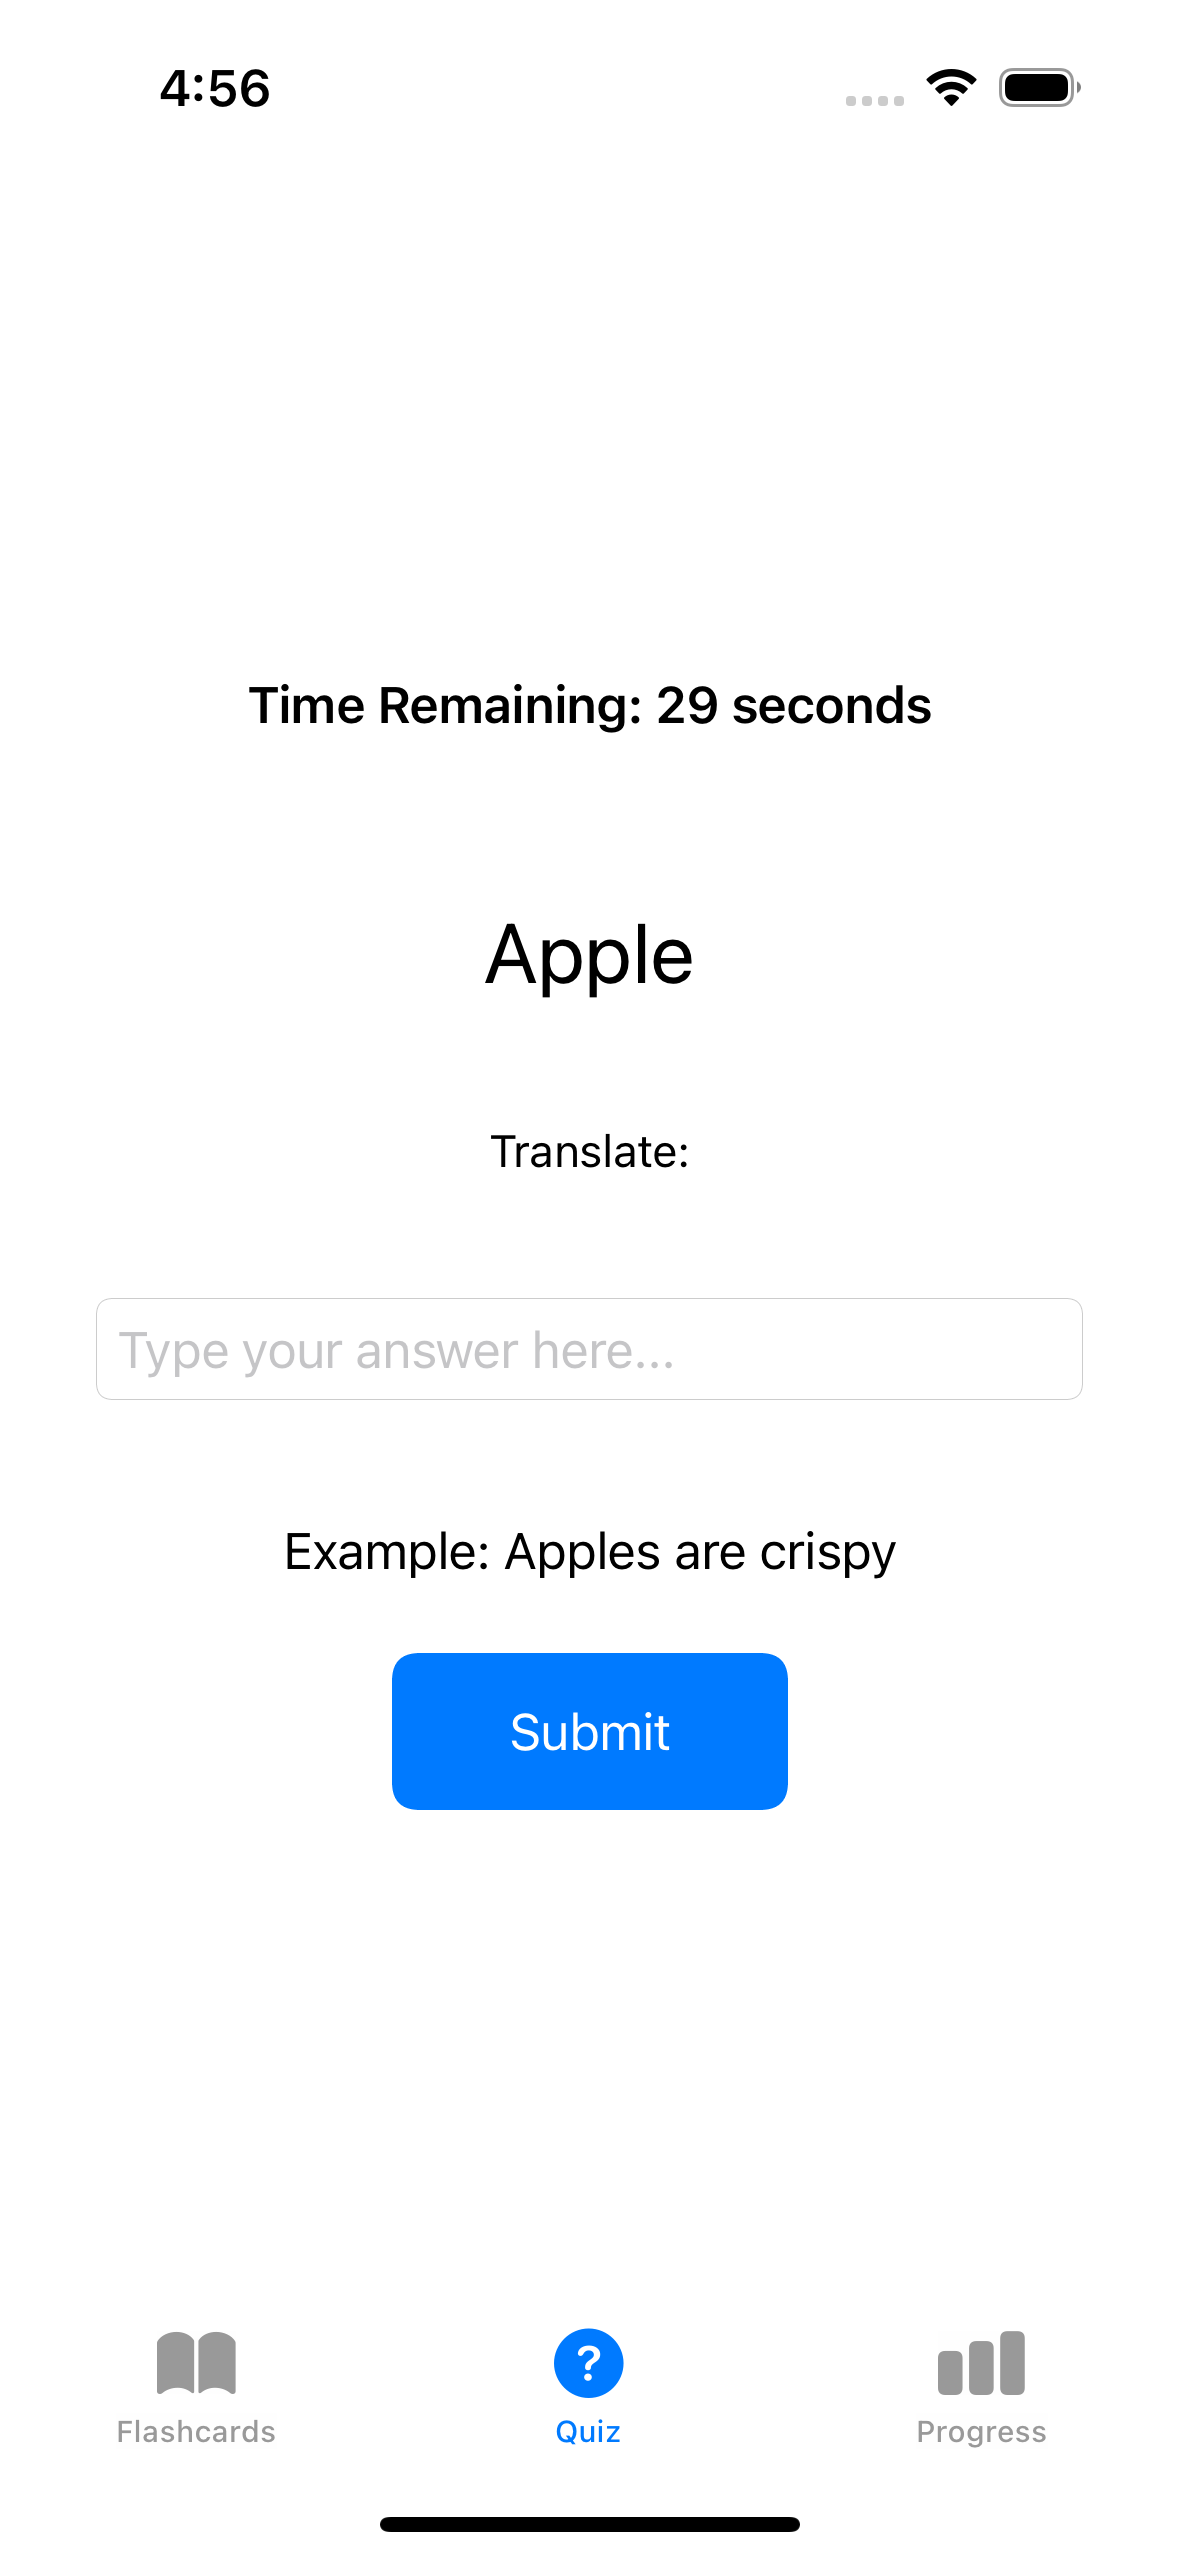 4:56
Time Remaining: 29 seconds
Apple
Translate:
Type your answer here...
Example: Apples are crispy
Submit
?
Flashcards
Quiz
Progress